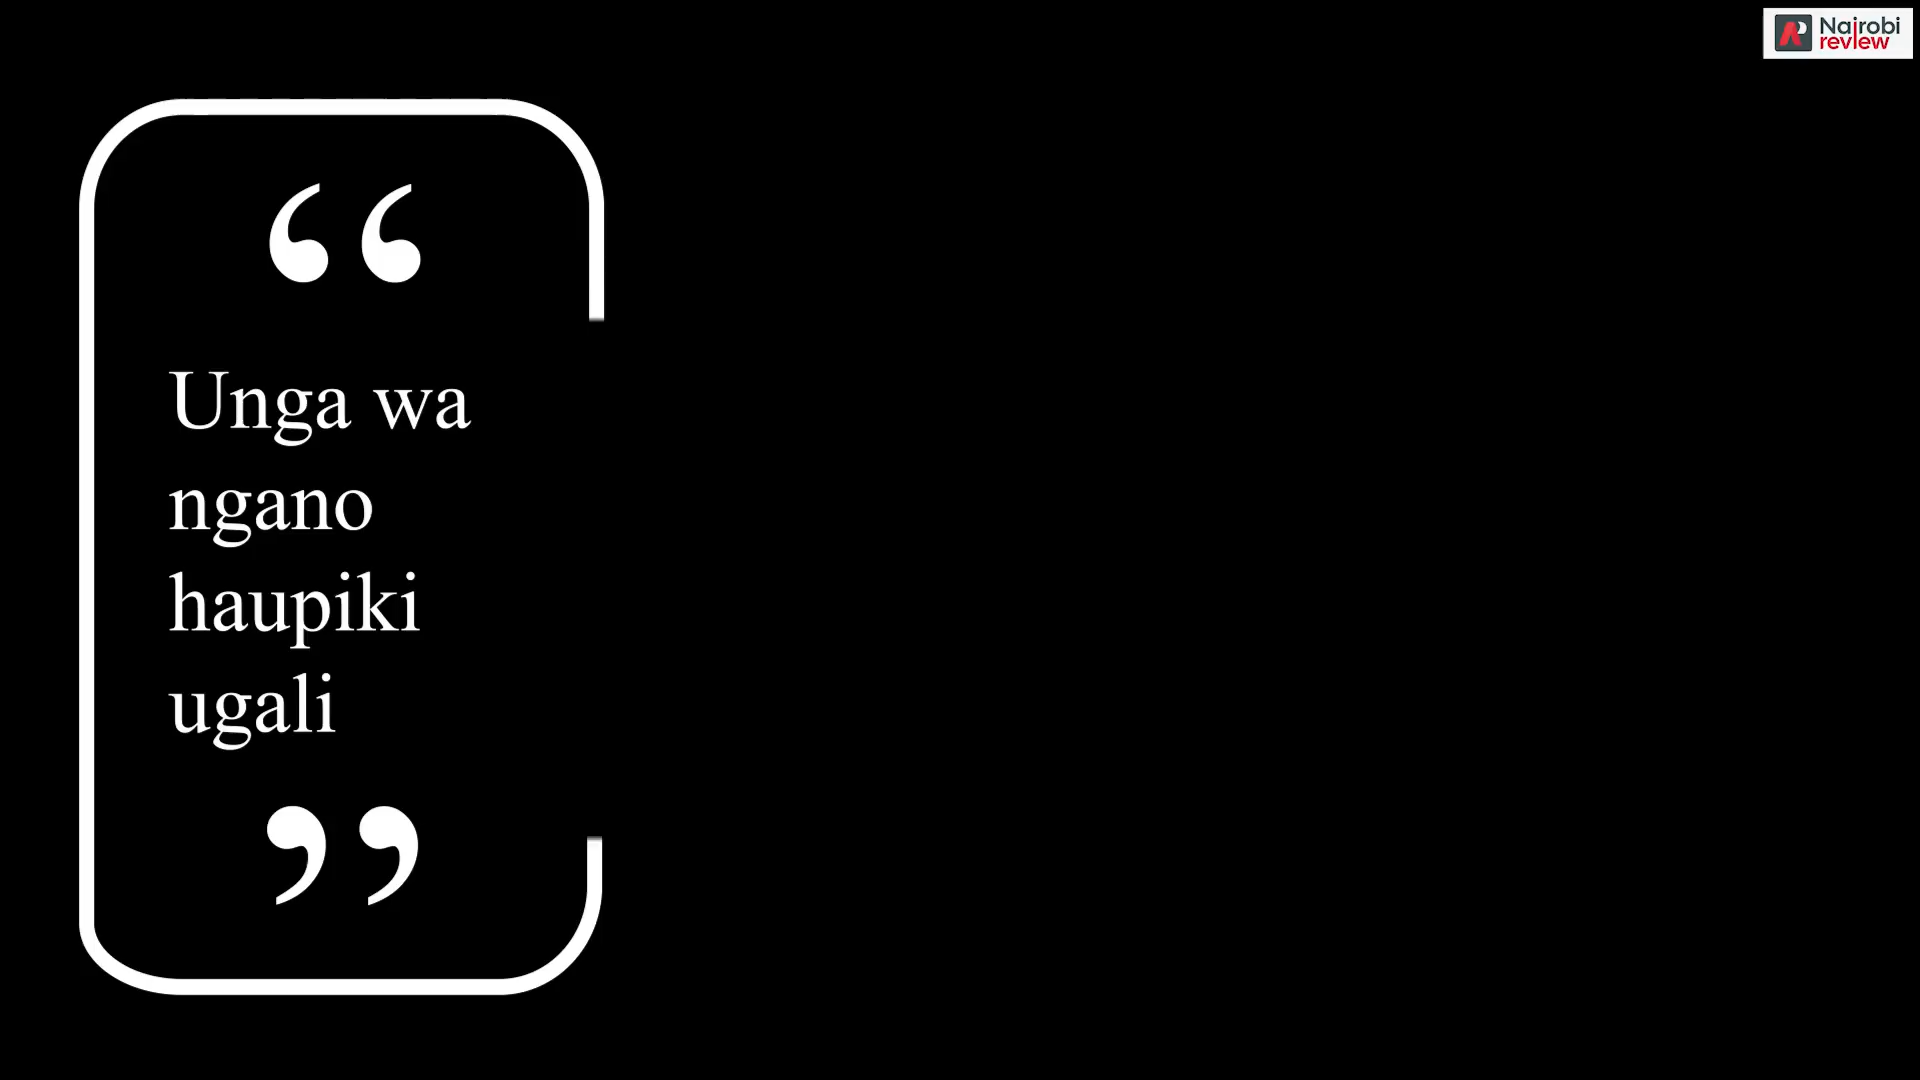 Nairobi
review
“
Unga wa
ngano
haupiki
ugali
”